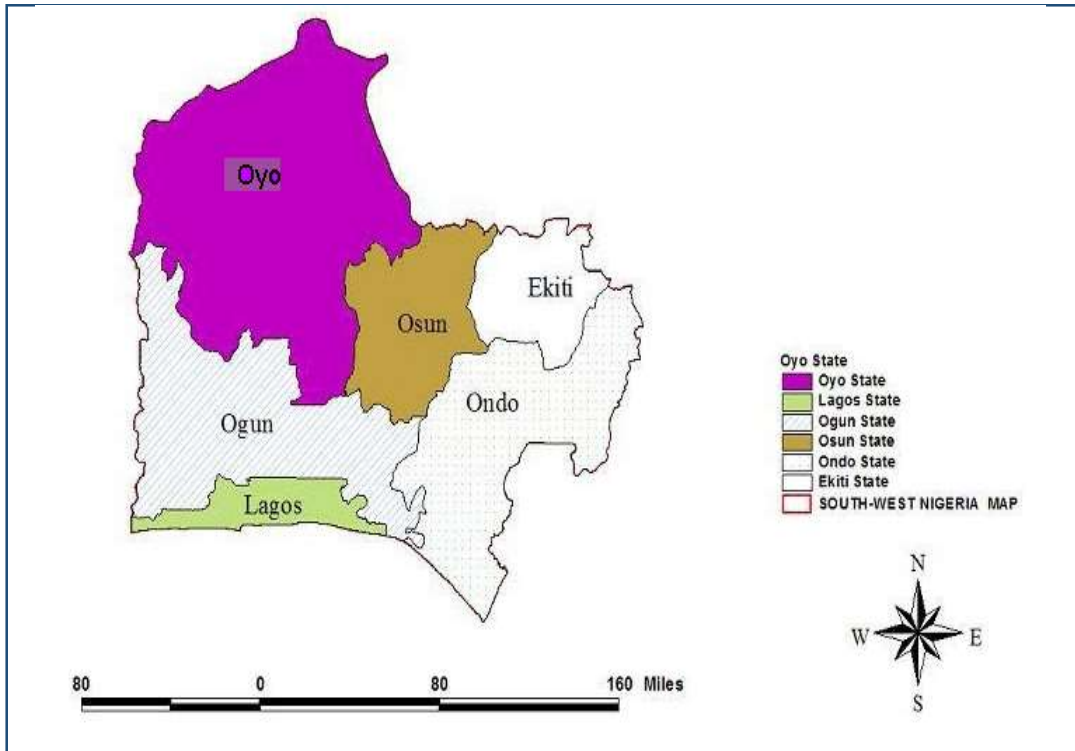 Oyo
Ekiti
Osun
Ondo
Ogun
Lagos
Oyo State
Oyo State
Lagos State
Ogun State
Osun State
Ondo State
Ekiti State
SOUTH-WEST NIGERIA MAP
N
W E
S
80 0 80 160 Miles